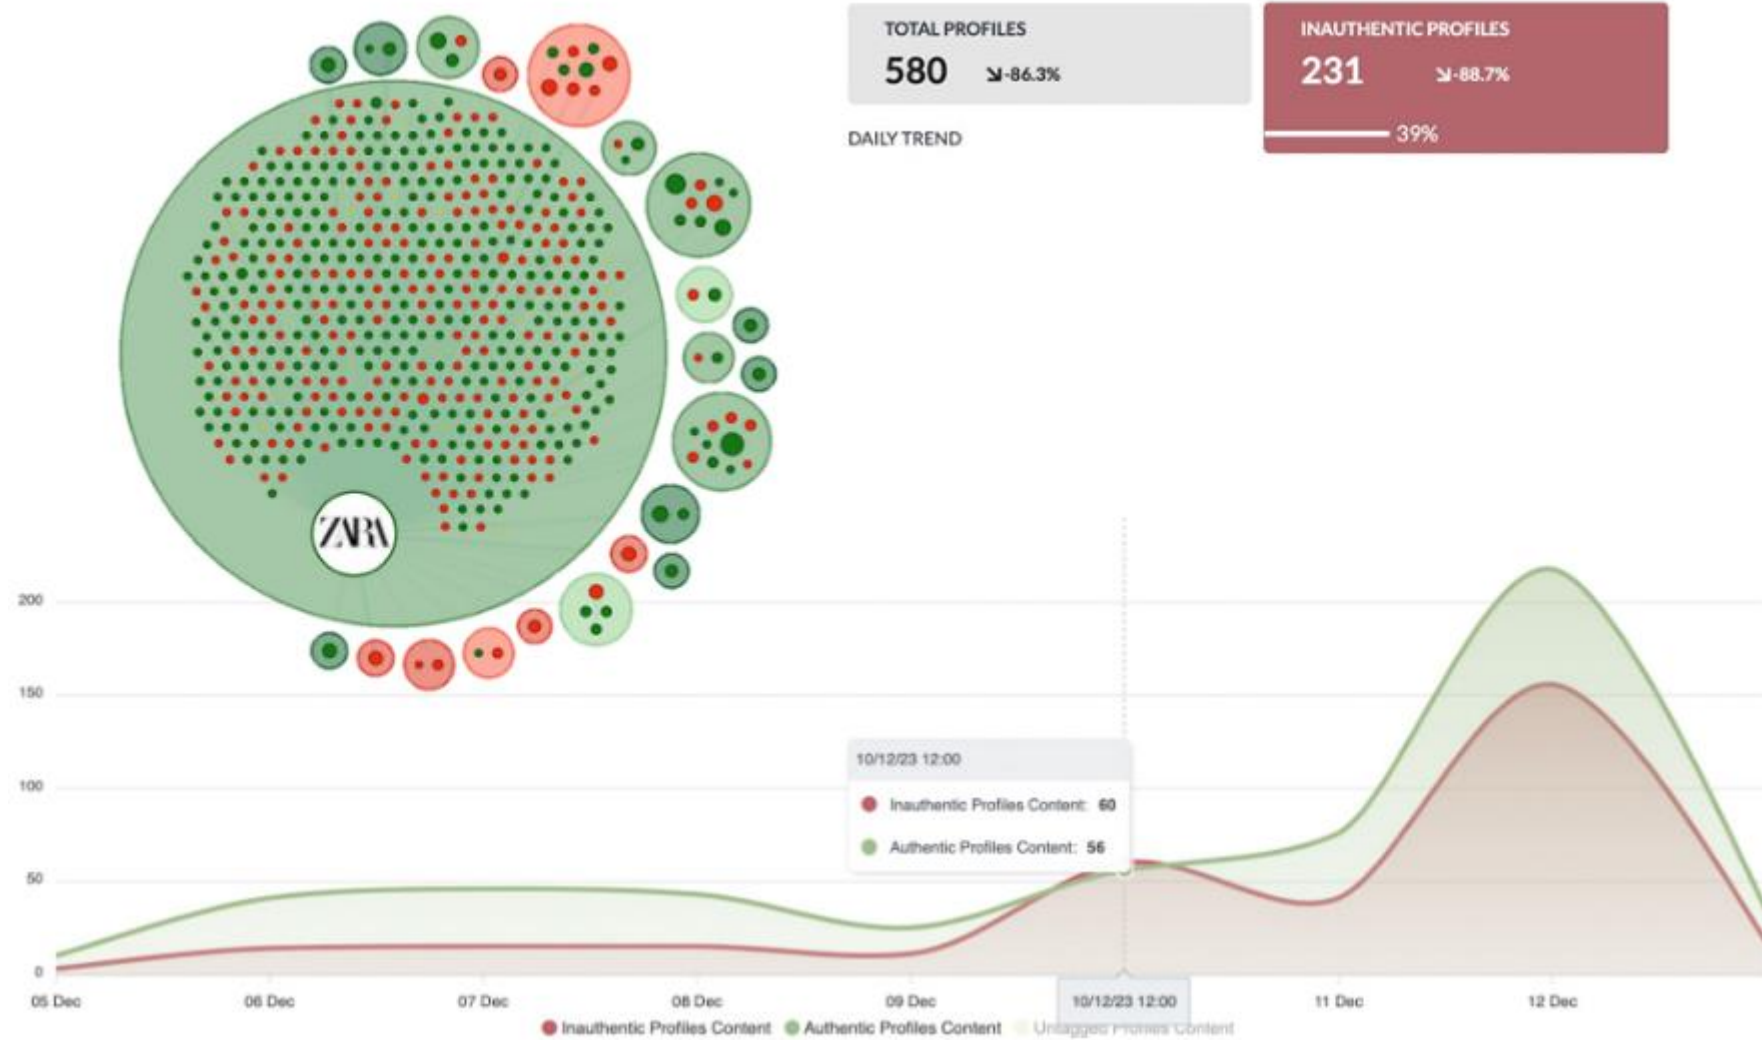 TOTAL PROFILES
580 -86.3%
INAUTHENTIC PROFILES
231 -88.7%
39%
DAILY TREND
ZARA
200
150
100
50
0
10/12/23 12:00
Inauthentic Profiles Content: 60
Authentic Profiles Content: 56
05 Dec 06 Dec 07 Dec 08 Dec 09 Dec 10/12/23 12:00 11 Dec 12 Dec
Inauthentic Profiles Content Authentic Profiles Content Untagged Profiles Content